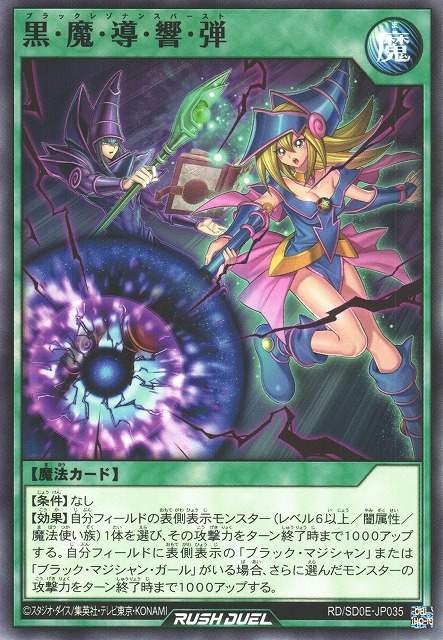 ブラックレゾナンスバースト
黒・魔・導・響・弾
ま
魔
【魔法カード】
【条件】なし
【効果】自分フィールドの表側表示モンスター(レベル6以上/闇属性/
魔法使い族)1体を選び、その攻撃力をターン終了時まで1000アップ
する。自分フィールドに表側表示の「ブラック・マジシャン」または
「ブラック・マジシャン・ガール」がいる場合、さらに選んだモンスター
の攻撃力をターン終了時まで1000アップする。
©スタジオ・ダイス/集英社・テレビ東京・KONAMI
RUSH DUEL
RD/SD0E-JP035